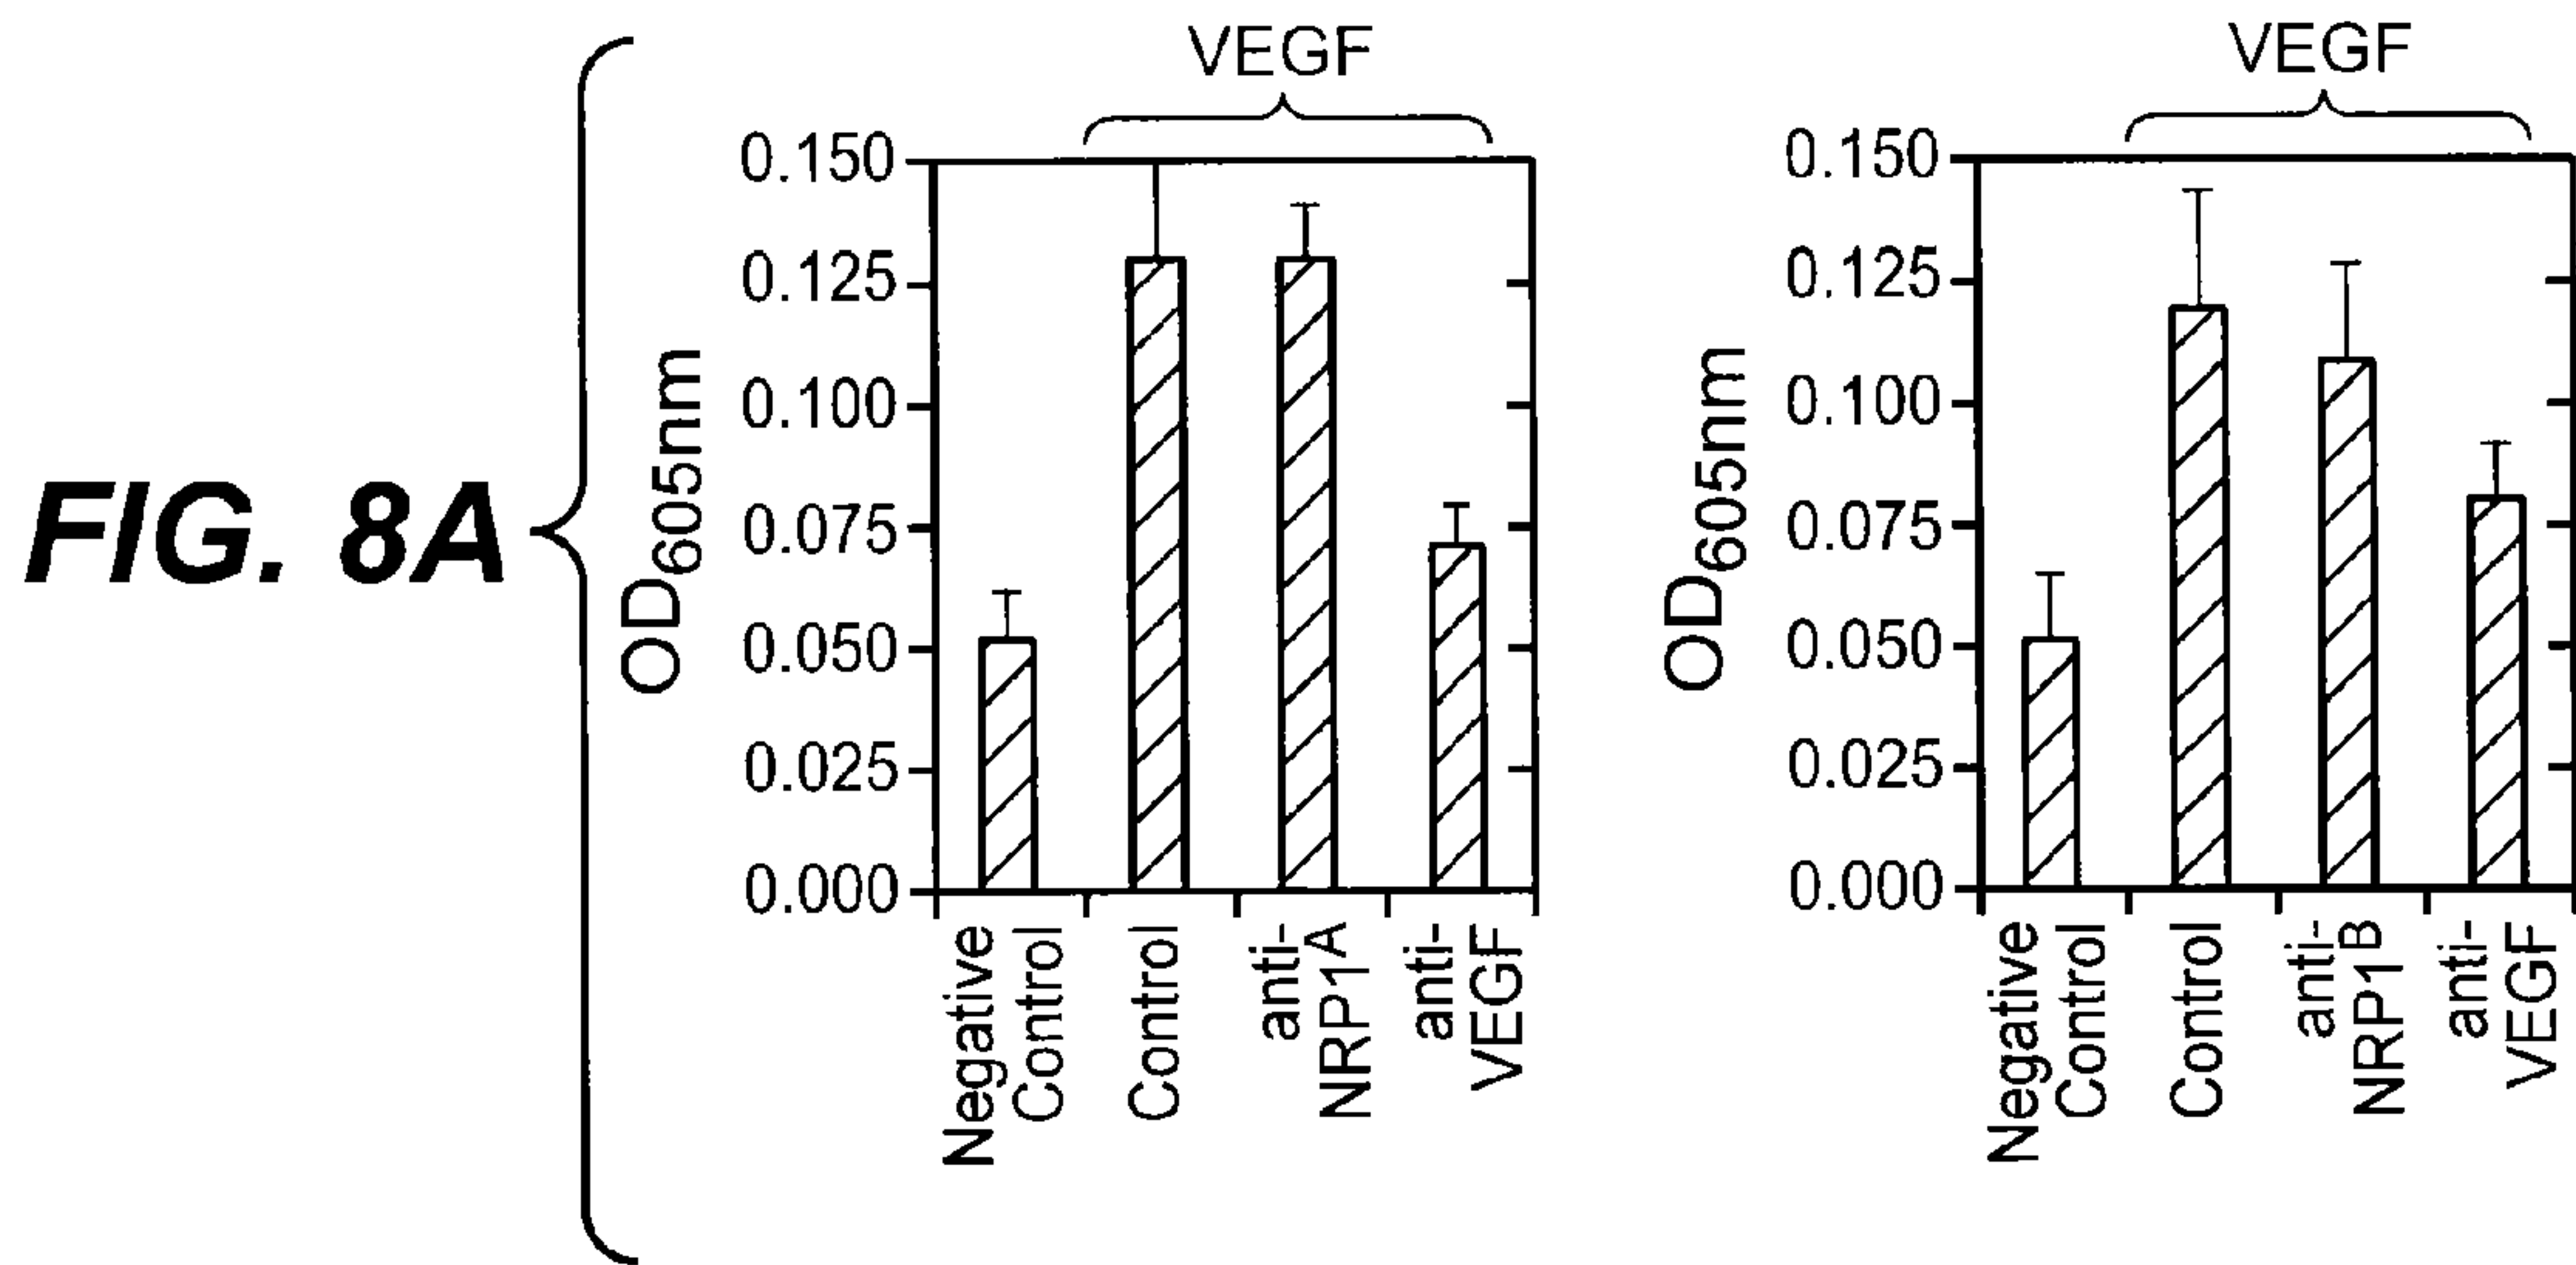 FIG. 8A
VEGF
OD605nm
0.150
0.125
0.100
0.075
0.050
0.025
0.000
Negative
Control
Control
anti-
NRP1A
anti-
VEGF
VEGF
OD605nm
0.150
0.125
0.100
0.075
0.050
0.025
0.000
Negative
Control
Control
anti-
NRP1B
anti-
VEGF